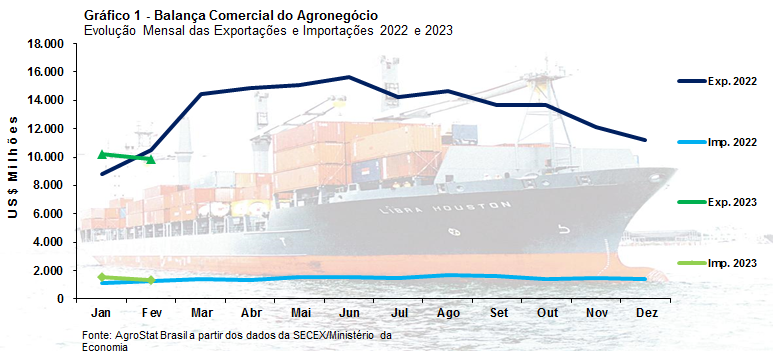 Gráfico 1 - Balança Comercial do Agronegócio
Evolução Mensal das Exportações e Importações 2022 e 2023
US$ Milhões
18.000
16.000
14.000
12.000
10.000
8.000
6.000
4.000
2.000
0
Jan Fev Mar Abr Mai Jun Jul Ago Set Out Nov Dez
Exp. 2022
Imp. 2022
Exp. 2023
Imp. 2023
LIBRA HOUSTON
Fonte: AgroStat Brasil a partir dos dados da SECEX/Ministério da
Economia